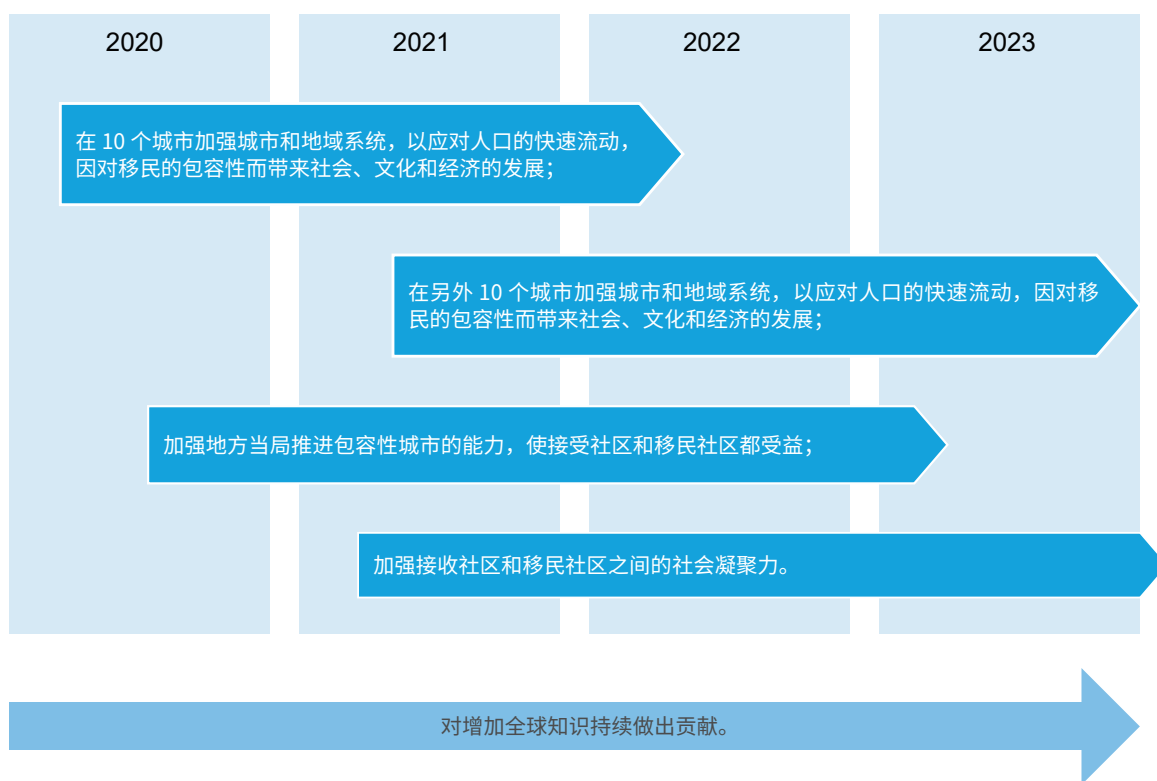 2020
2021
2022
2023
在 10 个城市加强城市和地域系统，以应对人口的快速流动，
因对移民的包容性而带来社会、文化和经济的发展；
在另外 10 个城市加强城市和地域系统，以应对人口的快速流动，因对移
民的包容性而带来社会、文化和经济的发展；
加强地方当局推进包容性城市的能力，使接受社区和移民社区都受益；
加强接收社区和移民社区之间的社会凝聚力。
对增加全球知识持续做出贡献。